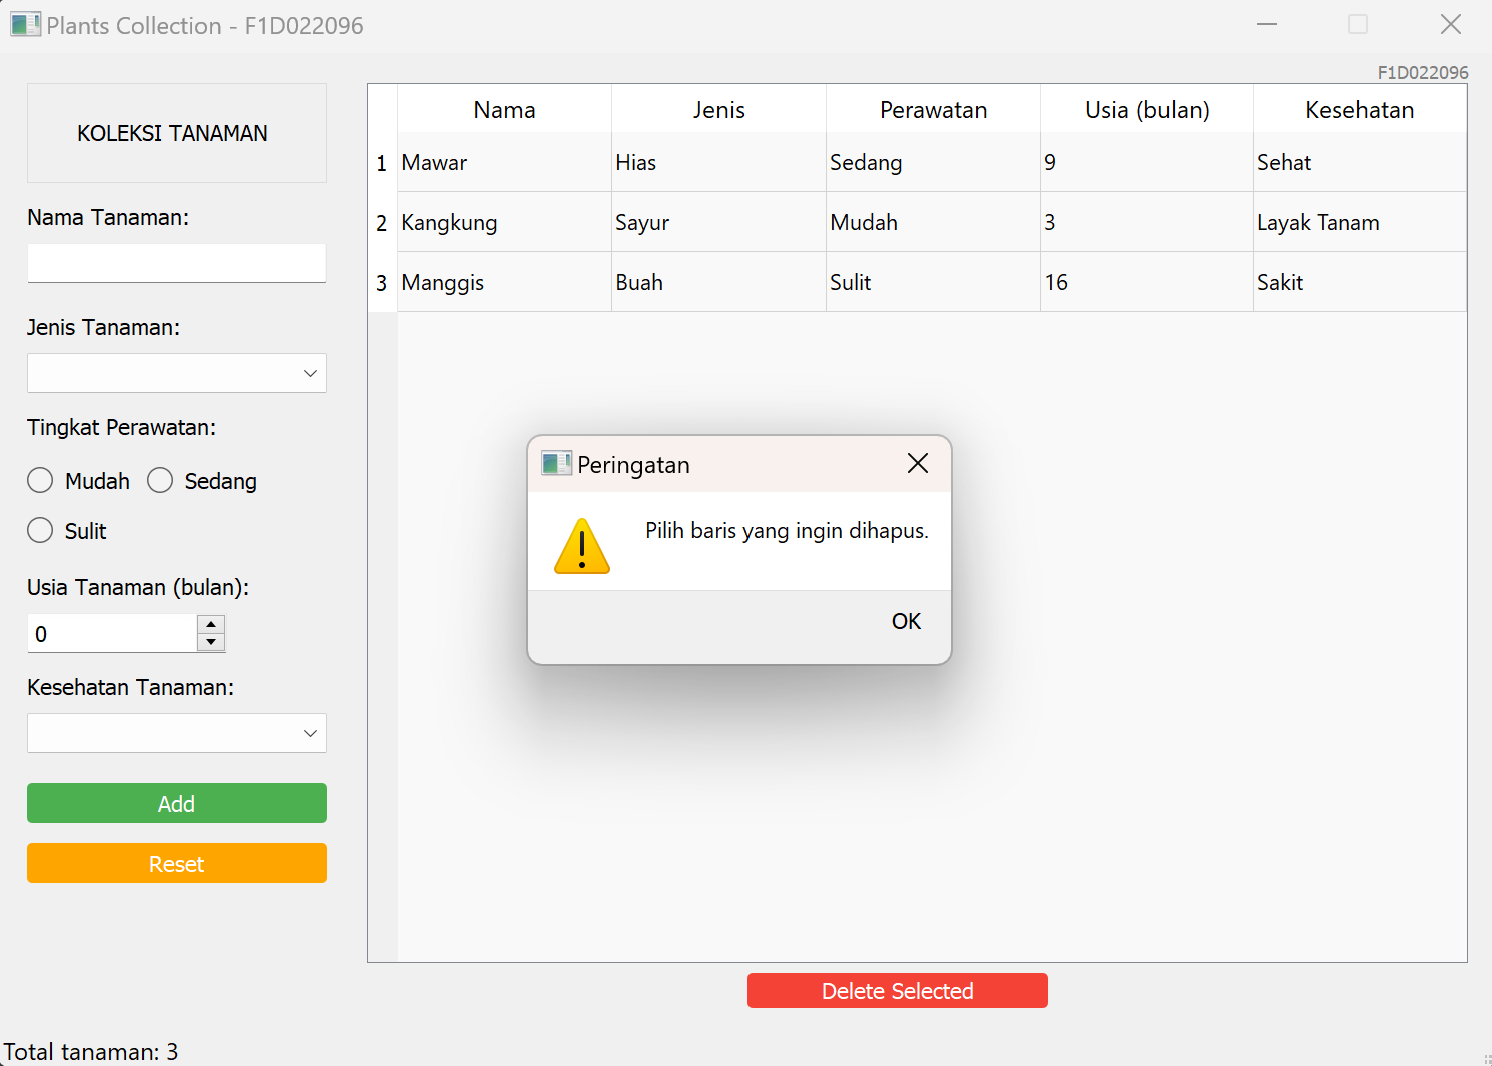 Plants Collection - F1D022096
F1D022096
KOLEKSI TANAMAN
Nama Tanaman:
Jenis Tanaman:
Tingkat Perawatan:
Mudah Sedang
Sulit
Usia Tanaman (bulan):
0
Kesehatan Tanaman:
Add
Reset
Nama Jenis Perawatan Usia (bulan) Kesehatan
1 Mawar Hias Sedang 9 Sehat
2 Kangkung Sayur Mudah 3 Layak Tanam
3 Manggis Buah Sulit 16 Sakit
Peringatan
Pilih baris yang ingin dihapus.
OK
Delete Selected
Total tanaman: 3